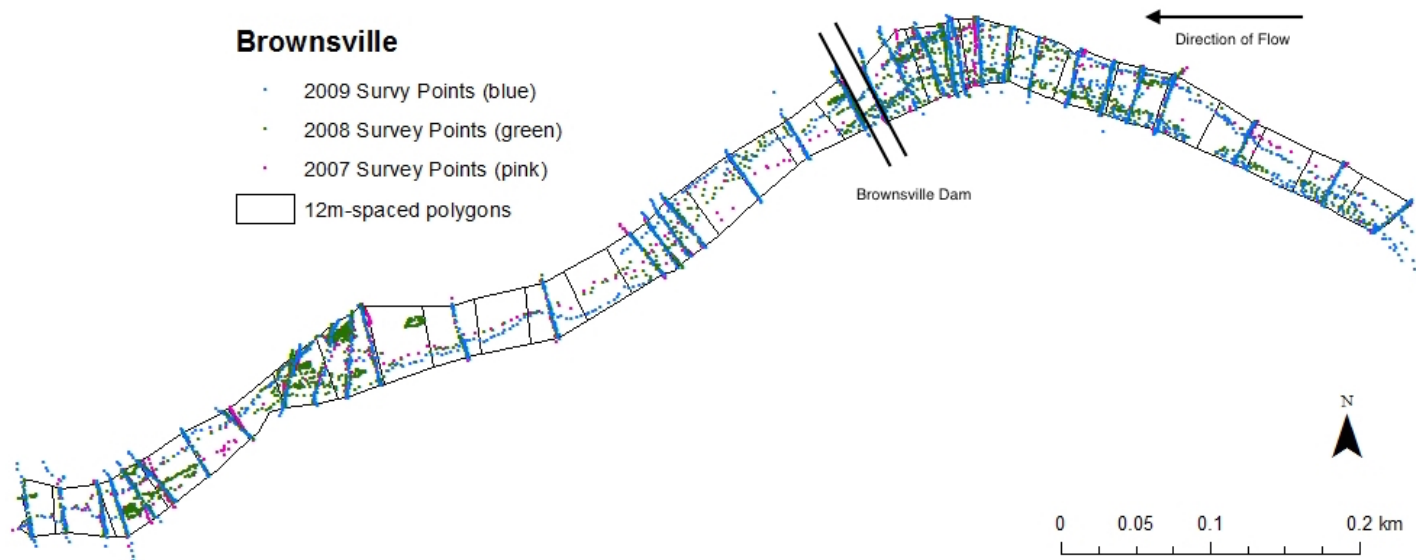 Brownsville
2009 Survy Points (blue)
2008 Survey Points (green)
2007 Survey Points (pink)
12m-spaced polygons
Direction of Flow
Brownsville Dam
N
0 0.05 0.1 0.2 km